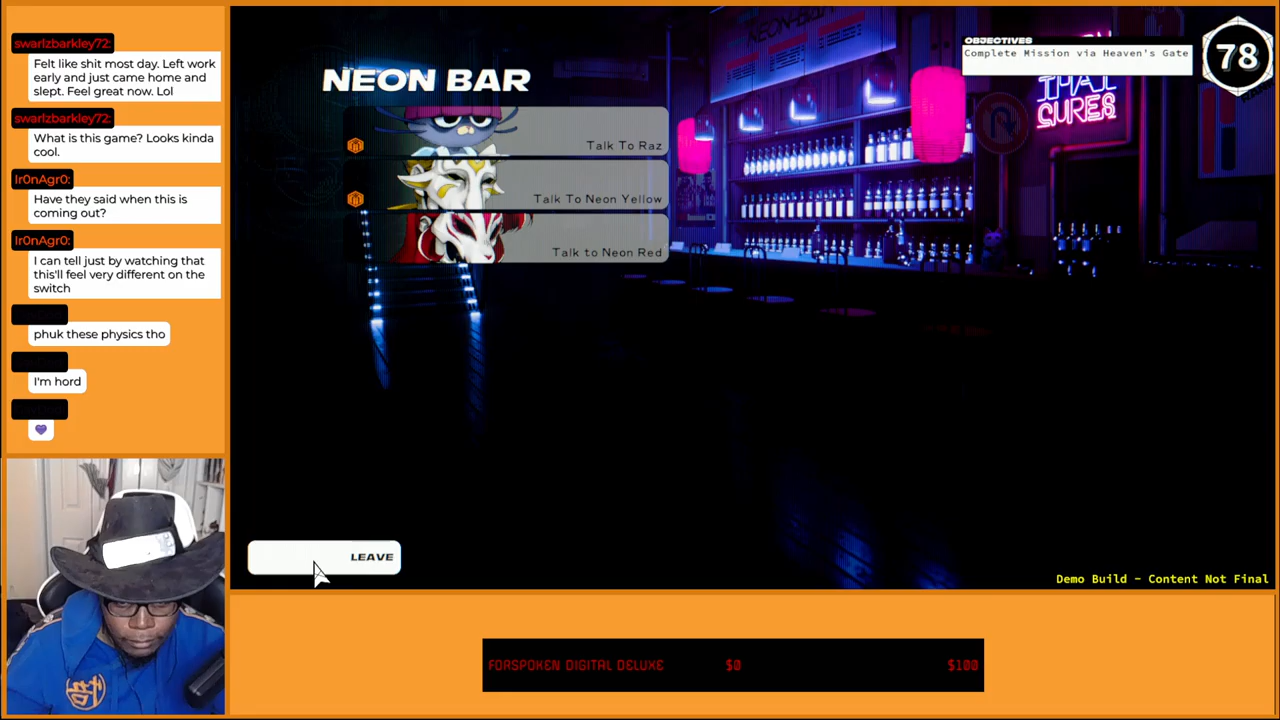 swarlzbarkley72:
Felt like shit most day. Left work
early and just came home and
slept. Feel great now. Lol
swarlzbarkley72:
What is this game? Looks kinda
cool.
Ir0nAgr0:
Have they said when this is
coming out?
Ir0nAgr0:
I can tell just by watching that
this'll feel very different on the
switch
phuk these physics tho
I'm hord
NEON BAR
Talk To Raz
Talk To Neon Yellow
Talk to Neon Red
OBJECTIVES
Complete Mission via Heaven's Gate
78
NEON-BAR
THAT
CURES
LEAVE
Demo Build - Content Not Final
FORSPOKEN DIGITAL DELUXE $0 $100